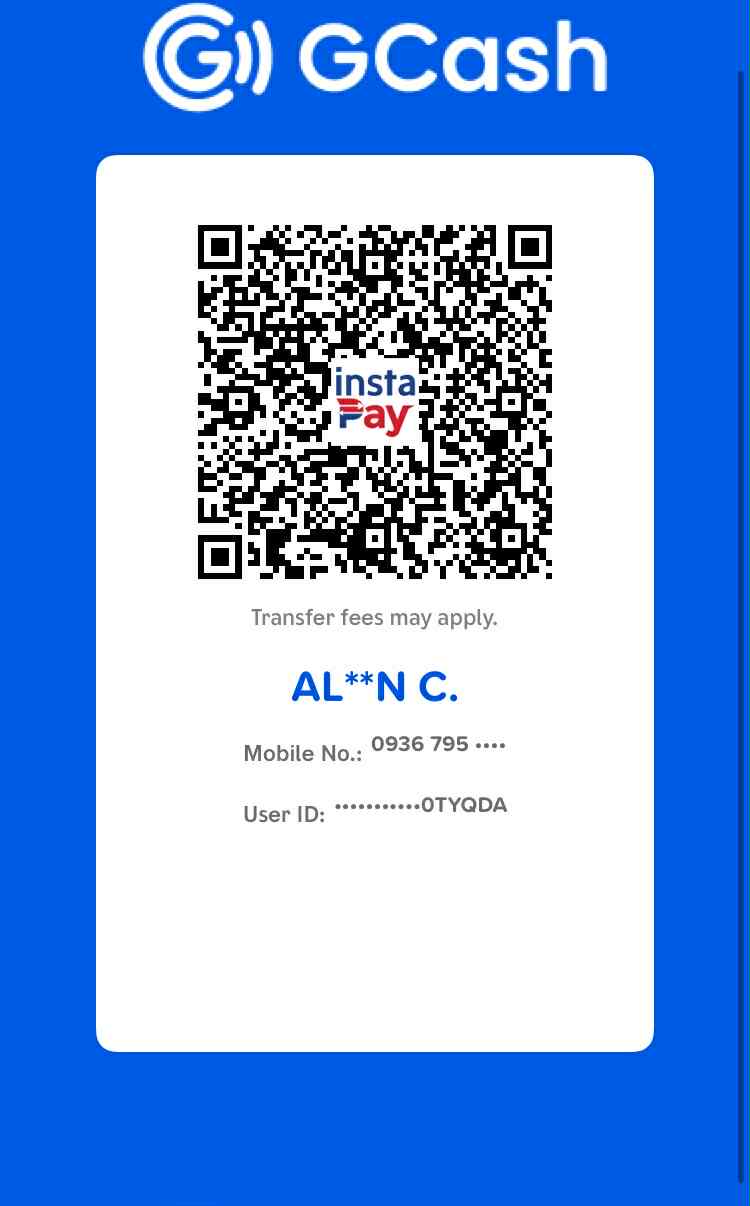 GCash
insta
Pay
Transfer fees may apply.
AL**N C.
Mobile No.: 0936 795 ••••
User ID: •••••••••••0TYQDA